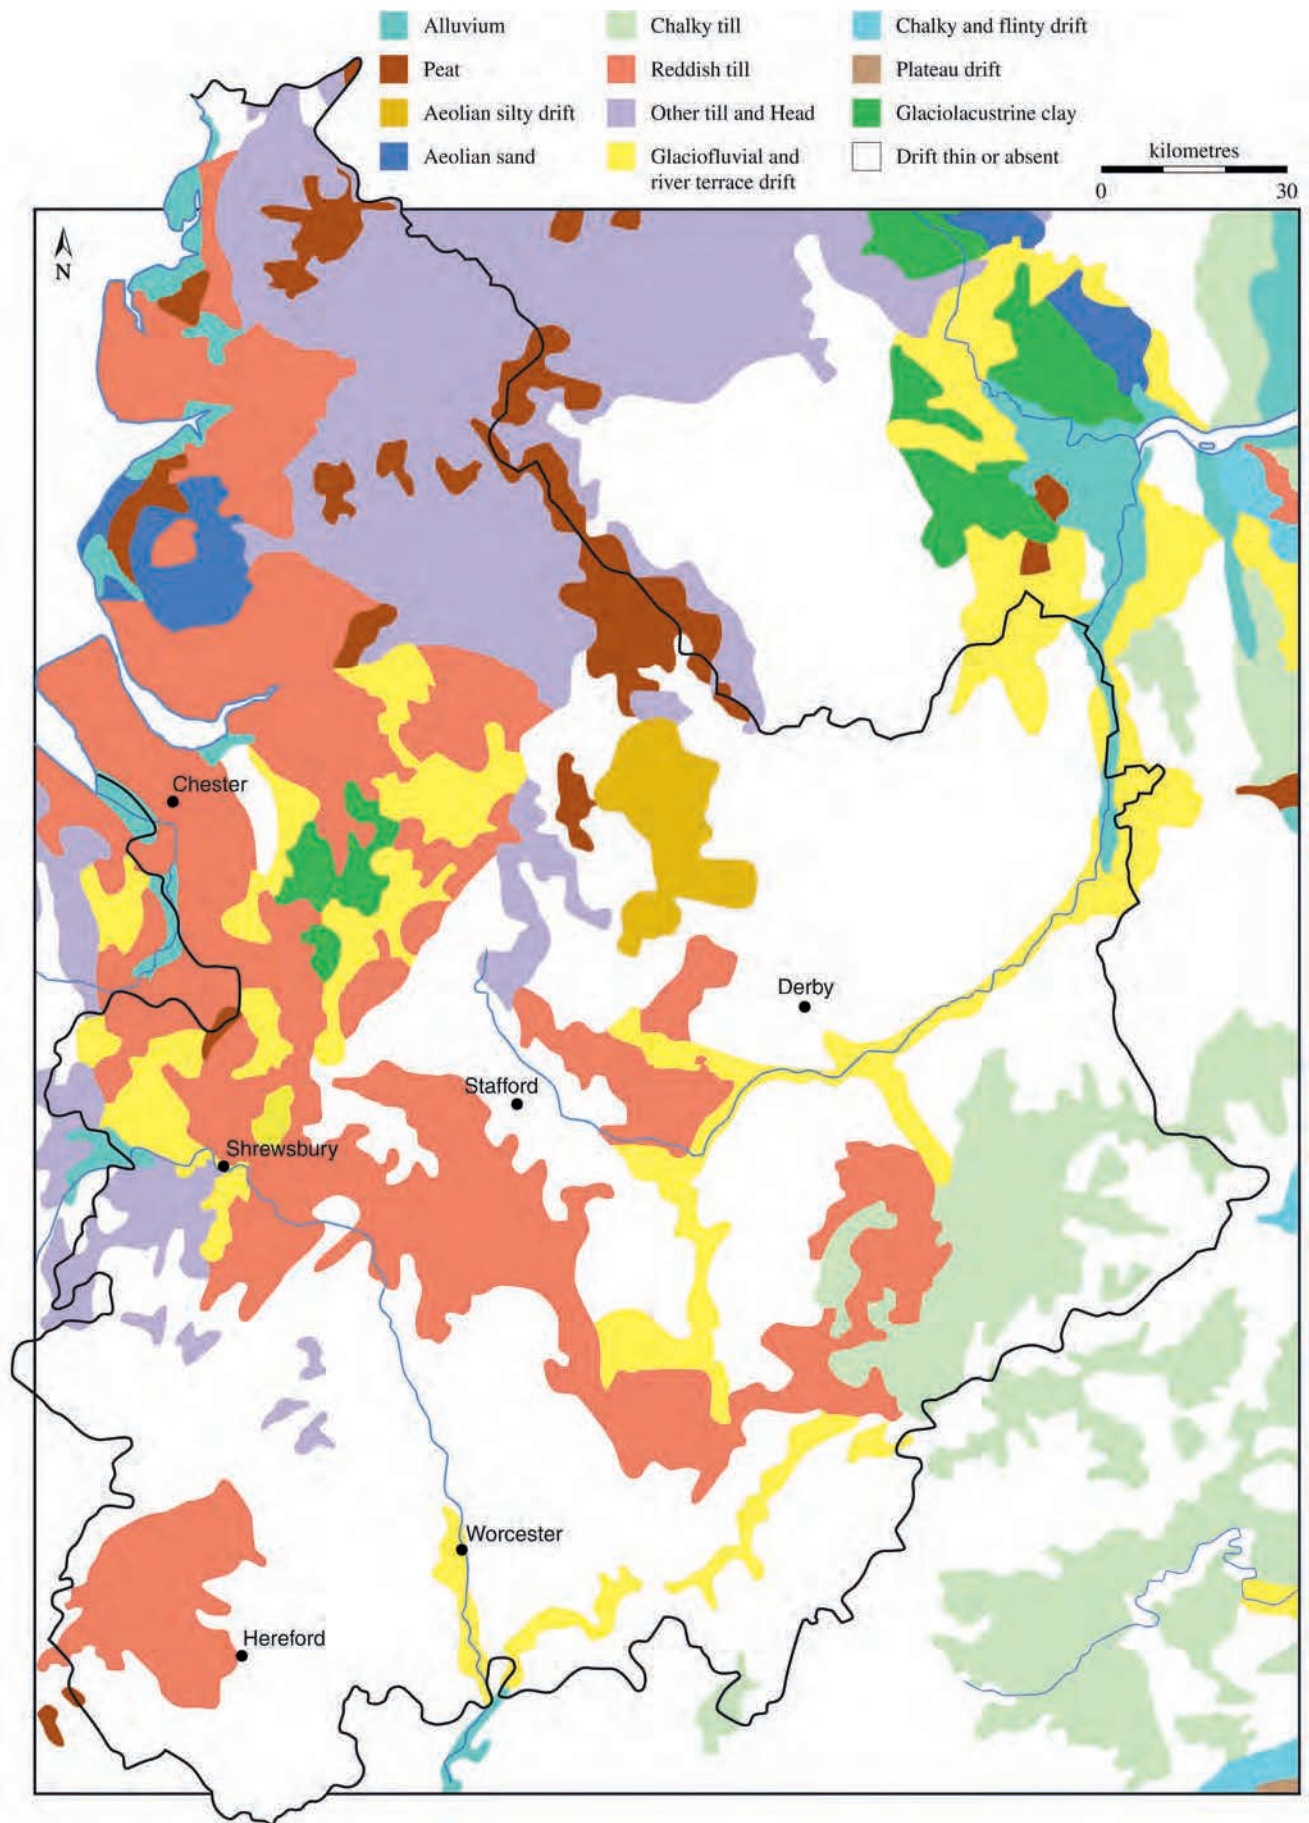 Alluvium
Peat
Aeolian silty drift
Aeolian sand
Chalky till
Reddish till
Other till and Head
Glaciofluvial and
river terrace drift
Chalky and flinty drift
Plateau drift
Glaciolacustrine clay
Drift thin or absent
kilometres
0 30
N
Chester
Derby
Stafford
Shrewsbury
Worcester
Hereford